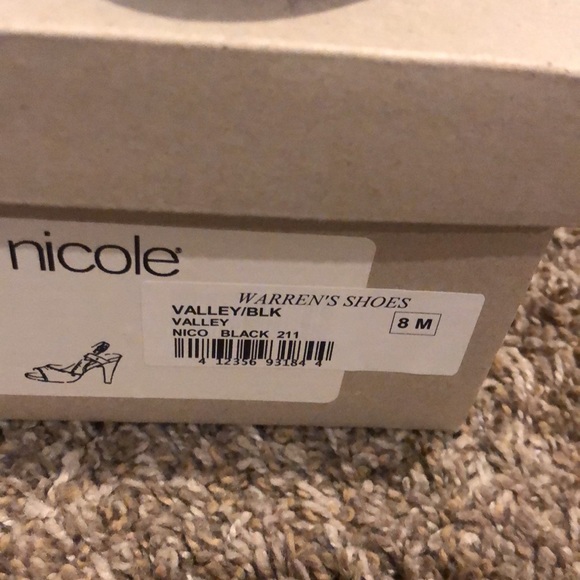 nicole®
WARREN'S SHOES
VALLEY/BLK
8 M
VALLEY
NICO BLACK 211
4 12356 93184 4